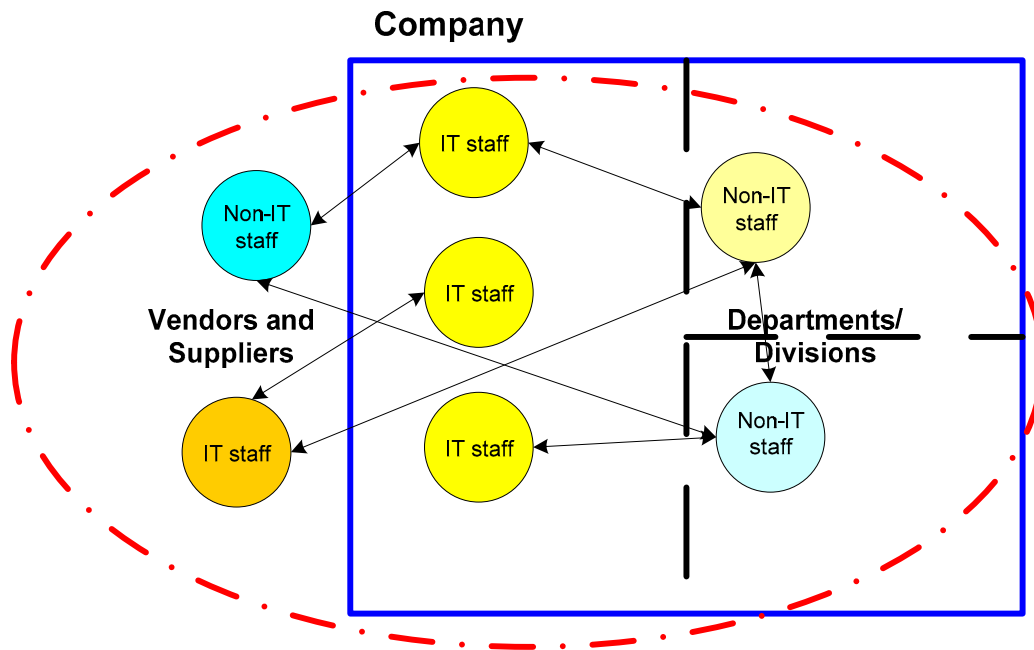 Company
IT staff
Non-IT
staff
Non-IT
staff
IT staff
Vendors and
Suppliers
Departments/
Divisions
IT staff
IT staff
Non-IT
staff